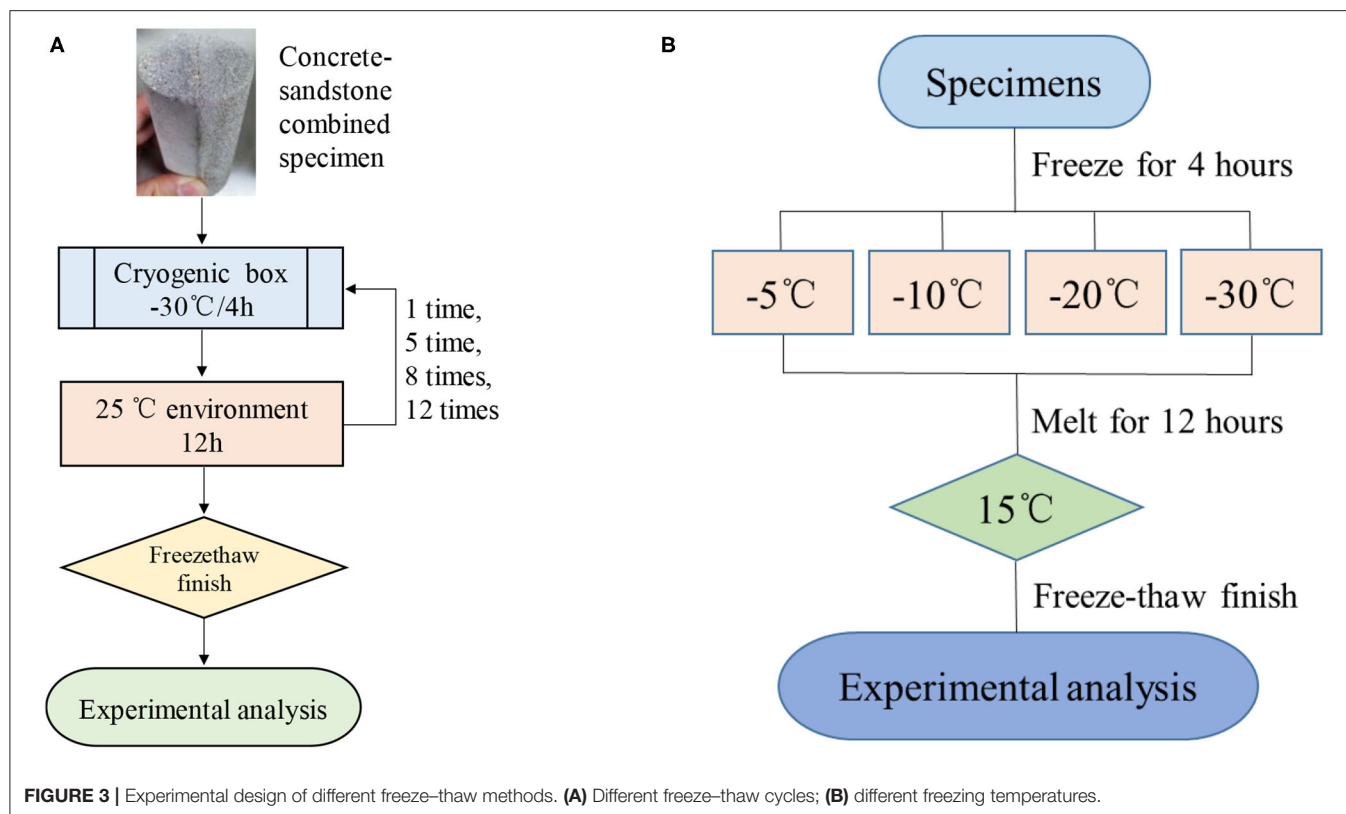 A
Concrete-
sandstone
combined
specimen
Cryogenic box
-30℃/4h
1 time,
5 time,
8 times,
12 times
25 ℃ environment
12h
Freezethaw
finish
Experimental analysis
B
Specimens
Freeze for 4 hours
-5℃
-10℃
-20℃
-30℃
Melt for 12 hours
15℃
Freeze-thaw finish
Experimental analysis
FIGURE 3 | Experimental design of different freeze–thaw methods. (A) Different freeze–thaw cycles; (B) different freezing temperatures.